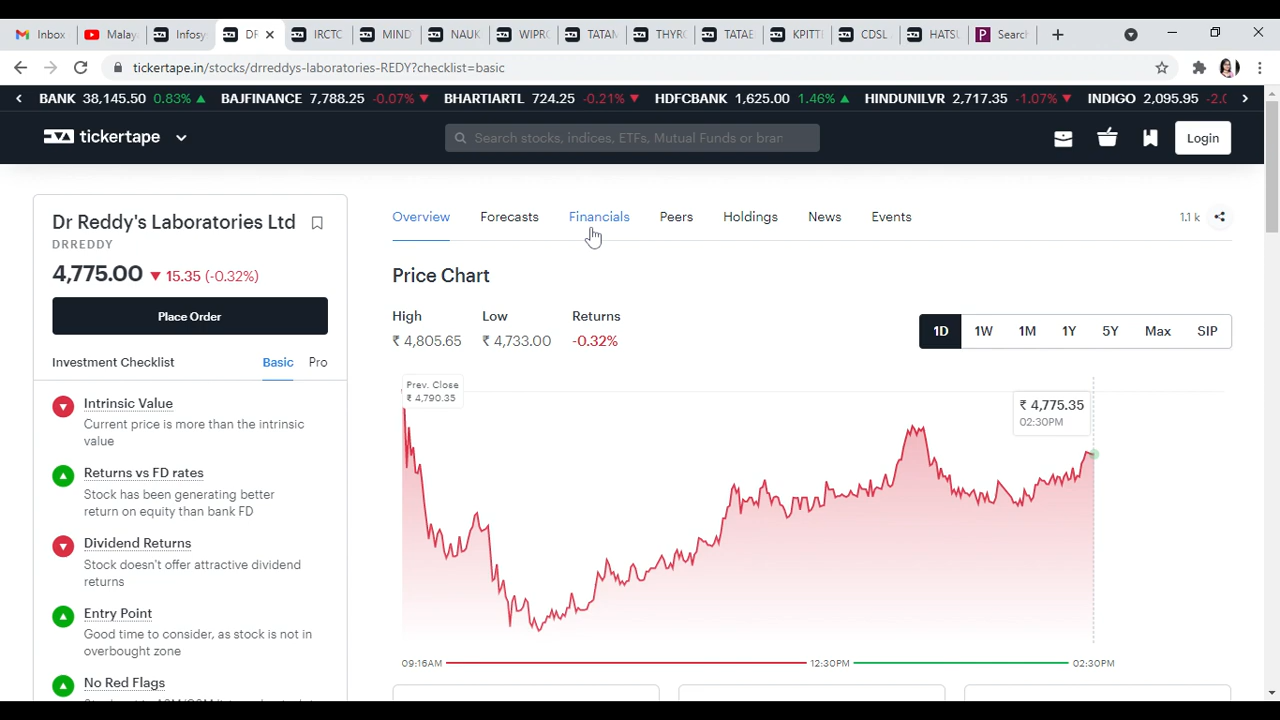 Inbox
Malay
Infosy
DR
IRCTC
MIND
NAUK
WIPRO
TATAN
THYRO
TATAE
KPITTI
CDSL
HATSU
Search
tickertape.in/stocks/drreddys-laboratories-REDY?checklist=basic
BANK 38,145.50 0.83% BAJFINANCE 7,788.25 -0.07% BHARTIARTL 724.25 -0.21% HDFCBANK 1,625.00 1.46% HINDUNILVR 2,717.35 -1.07% INDIGO 2,095.95 -2.0
tickertape
Search stocks, indices, ETFs, Mutual Funds or bran
Login
Dr Reddy's Laboratories Ltd
DRREDDY
4,775.00 15.35 (-0.32%)
Place Order
Investment Checklist Basic Pro
Intrinsic Value
Current price is more than the intrinsic
value
Returns vs FD rates
Stock has been generating better
return on equity than bank FD
Dividend Returns
Stock doesn't offer attractive dividend
returns
Entry Point
Good time to consider, as stock is not in
overbought zone
No Red Flags
Overview Forecasts Financials Peers Holdings News Events 1.1 k
Price Chart
High Low Returns
₹ 4,805.65 ₹ 4,733.00 -0.32%
1D 1W 1M 1Y 5Y Max SIP
Prev. Close
₹ 4,790.35
₹ 4,775.35
02:30PM
09:16AM 12:30PM 02:30PM